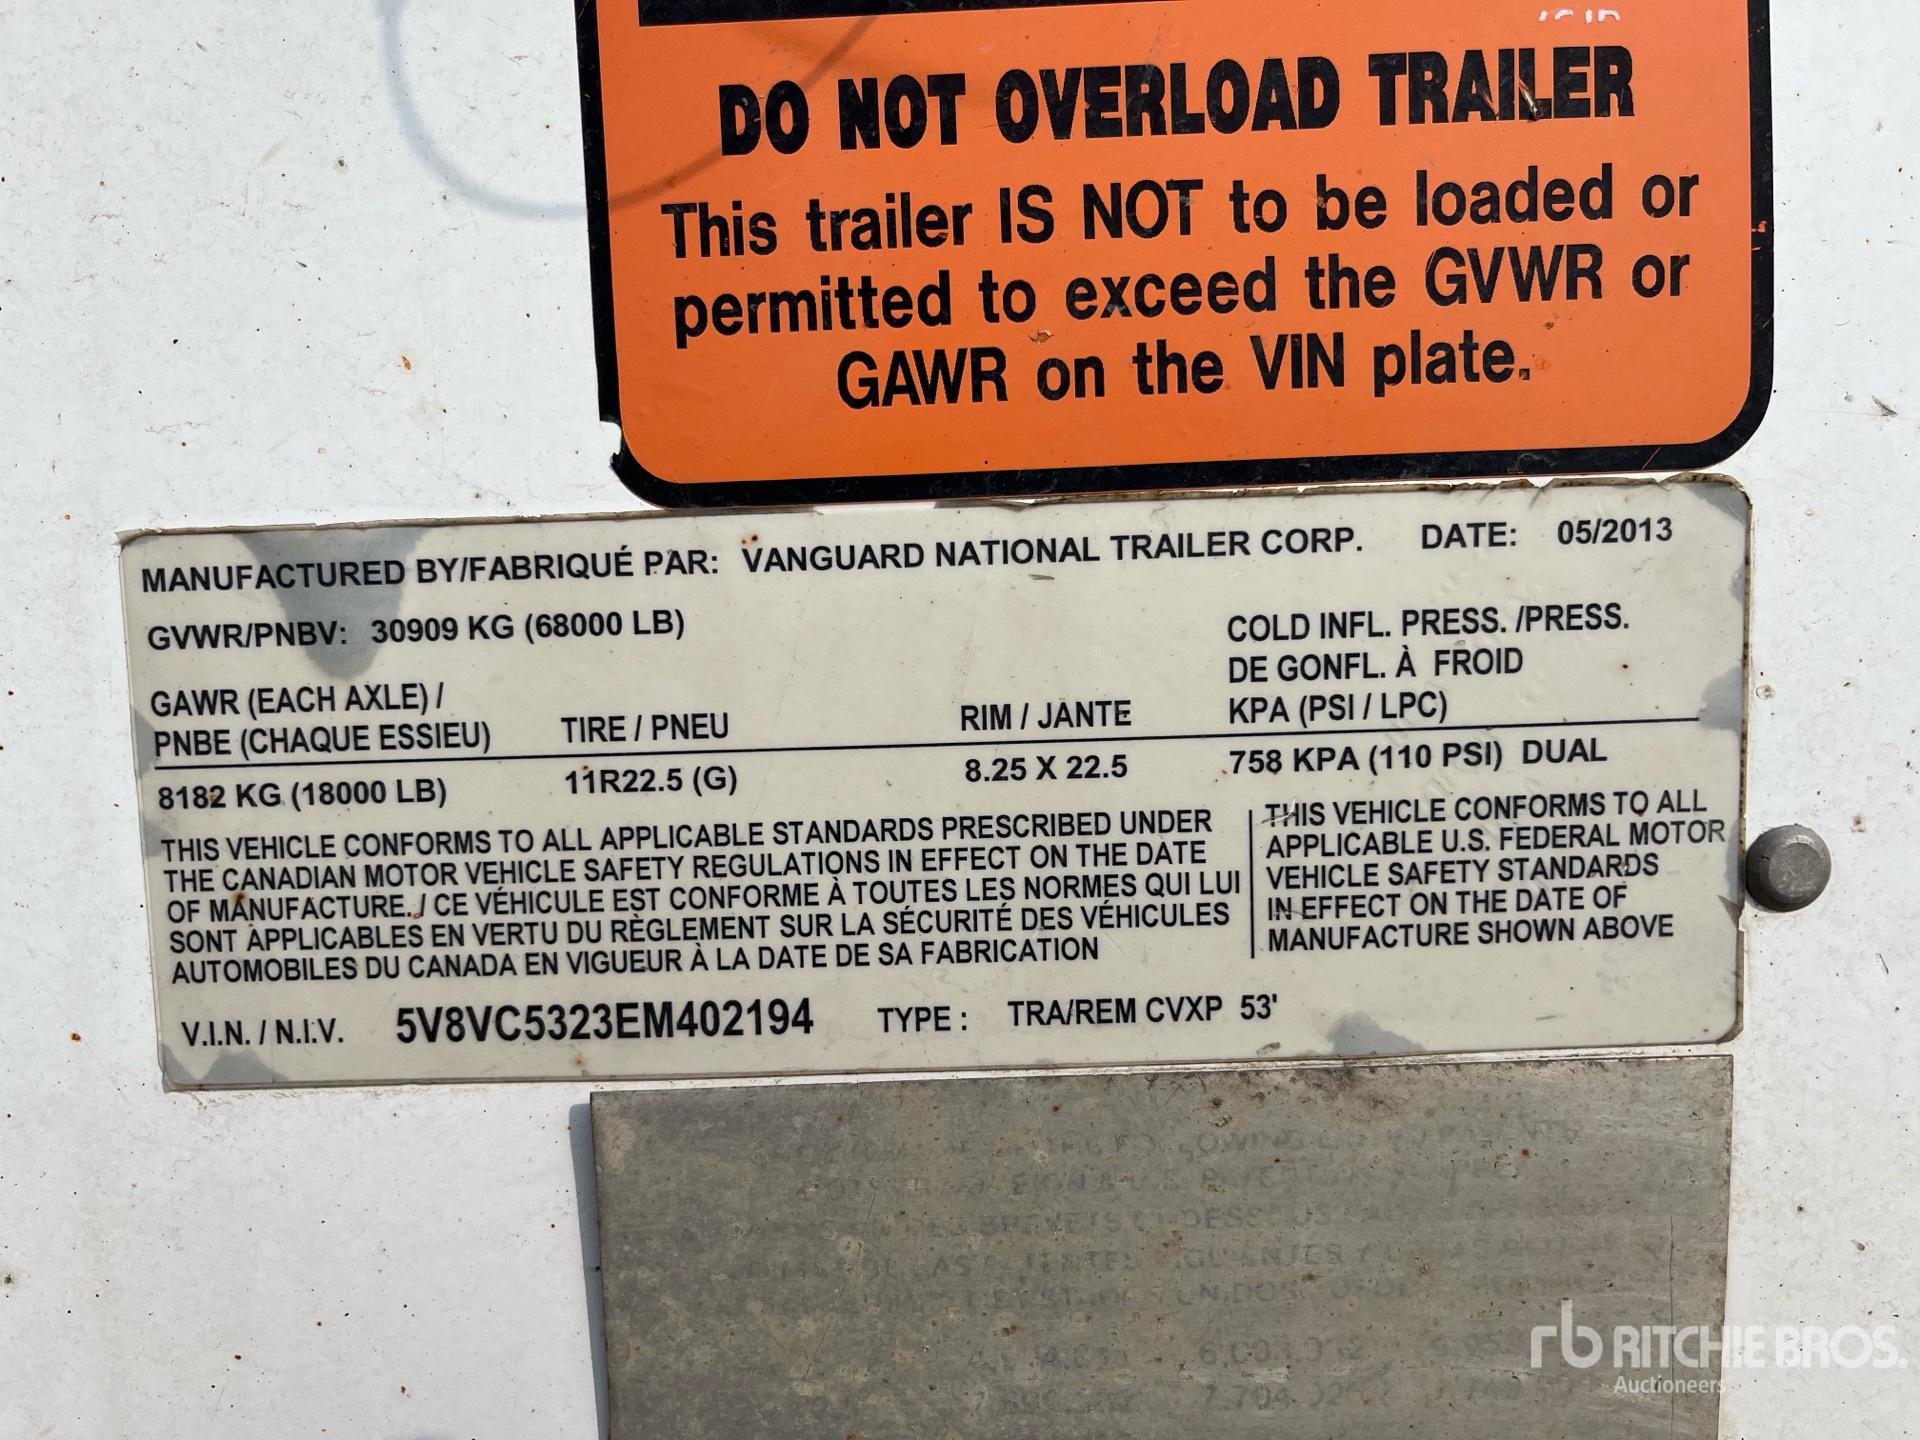 DO NOT OVERLOAD TRAILER
This trailer IS NOT to be loaded or
permitted to exceed the GVWR or
GAWR on the VIN plate.
MANUFACTURED BY/FABRIQUÉ PAR: VANGUARD NATIONAL TRAILER CORP. DATE: 05/2013
GVWR/PNBV: 30909 KG (68000 LB)
COLD INFL. PRESS. /PRESS.
DE GONFL. À FROID
KPA (PSI / LPC)
GAWR (EACH AXLE) /
PNBE (CHAQUE ESSIEU) TIRE / PNEU RIM / JANTE
8182 KG (18000 LB) 11R22.5 (G) 8.25 X 22.5 758 KPA (110 PSI) DUAL
THIS VEHICLE CONFORMS TO ALL APPLICABLE STANDARDS PRESCRIBED UNDER
THE CANADIAN MOTOR VEHICLE SAFETY REGULATIONS IN EFFECT ON THE DATE
OF MANUFACTURE. / CE VÉHICULE EST CONFORME À TOUTES LES NORMES QUI LUI
SONT APPLICABLES EN VERTU DU RÈGLEMENT SUR LA SÉCURITÉ DES VÉHICULES
AUTOMOBILES DU CANADA EN VIGUEUR À LA DATE DE SA FABRICATION
THIS VEHICLE CONFORMS TO ALL
APPLICABLE U.S. FEDERAL MOTOR
VEHICLE SAFETY STANDARDS
IN EFFECT ON THE DATE OF
MANUFACTURE SHOWN ABOVE
V.I.N. / N.I.V. 5V8VC5323EM402194 TYPE : TRA/REM CVXP 53'
rb RITCHIE BROS.
Auctioneers